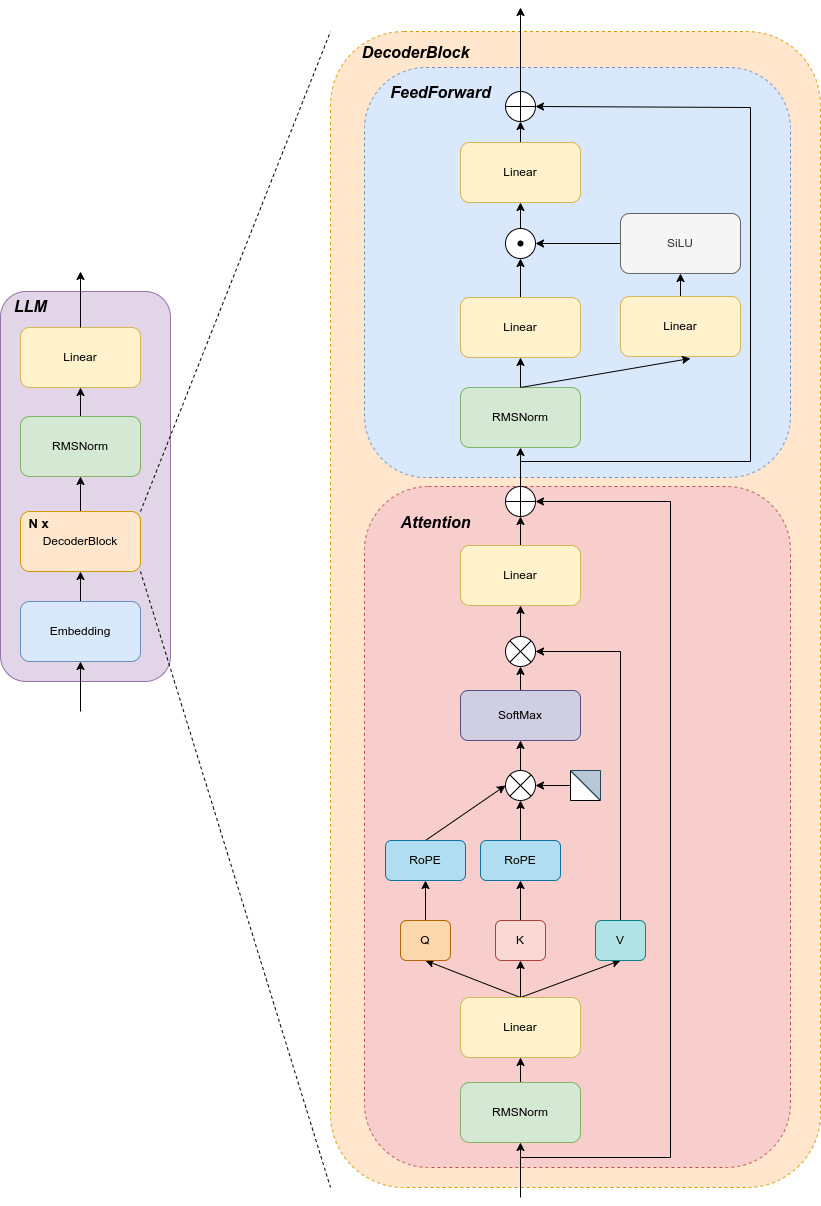 LLM
Linear
RMSNorm
N x
DecoderBlock
Embedding
DecoderBlock
FeedForward
Linear
SiLU
Linear
Linear
RMSNorm
Attention
Linear
SoftMax
RoPE
RoPE
Q
K
V
Linear
RMSNorm